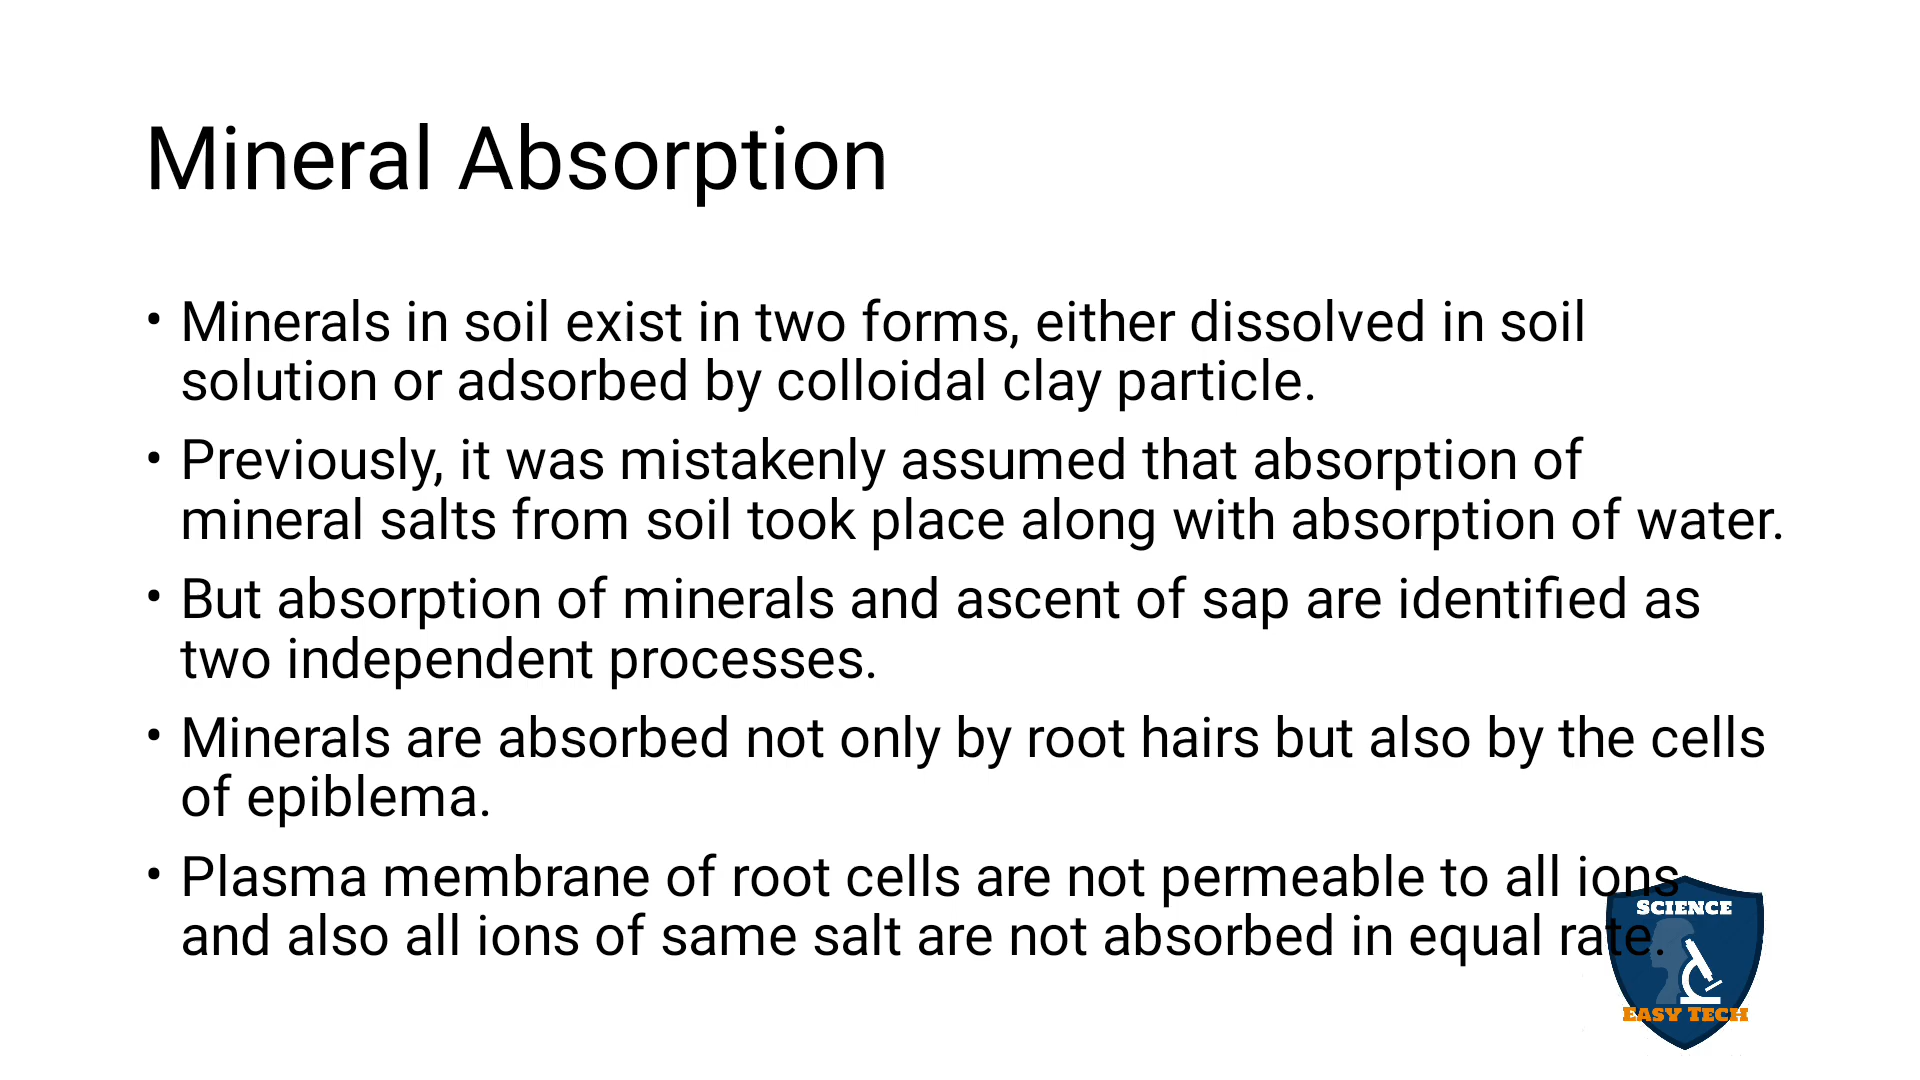 Mineral Absorption
• Minerals in soil exist in two forms, either dissolved in soil
solution or adsorbed by colloidal clay particle.
• Previously, it was mistakenly assumed that absorption of
mineral salts from soil took place along with absorption of water.
• But absorption of minerals and ascent of sap are identified as
two independent processes.
• Minerals are absorbed not only by root hairs but also by the cells
of epiblema.
• Plasma membrane of root cells are not permeable to all ions
and also all ions of same salt are not absorbed in equal rate.
SCIENCE
EASY TECH